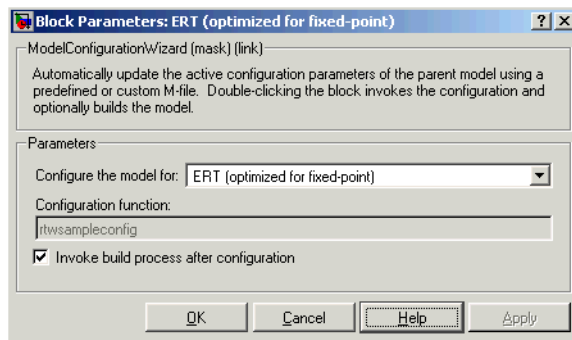 Block Parameters: ERT (optimized for fixed-point)
ModelConfigurationWizard (mask) (link)
Automatically update the active configuration parameters of the parent model using a
predefined or custom M-file. Double-clicking the block invokes the configuration and
optionally builds the model.
Parameters
Configure the model for: ERT (optimized for fixed-point)
Configuration function:
rtwsampleconfig
Invoke build process after configuration
OK Cancel Help Apply